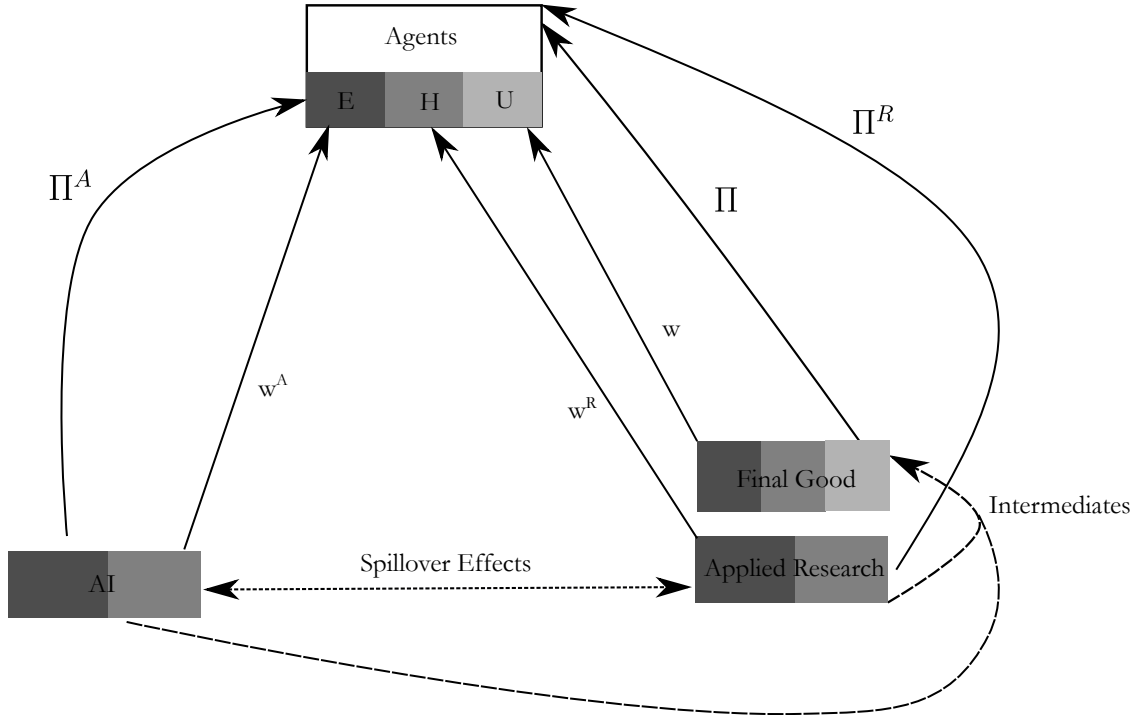 Agents
E H U
Π^R
Π^A
Π
w
w^A
w^R
Final Good
Intermediates
Spillover Effects
Applied Research
AI